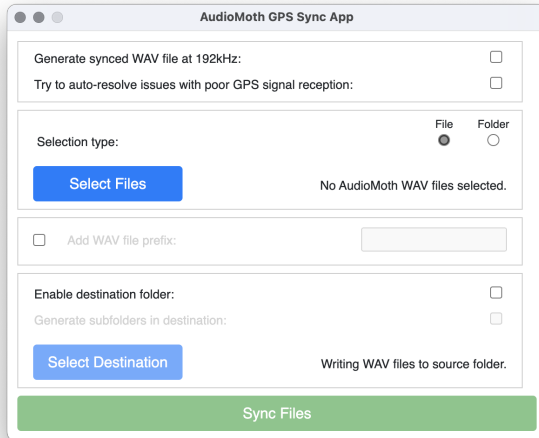 AudioMoth GPS Sync App
Generate synced WAV file at 192kHz:
Try to auto-resolve issues with poor GPS signal reception:
File Folder
Selection type:
Select Files No AudioMoth WAV files selected.
Add WAV file prefix:
Enable destination folder:
Generate subfolders in destination:
Select Destination Writing WAV files to source folder.
Sync Files